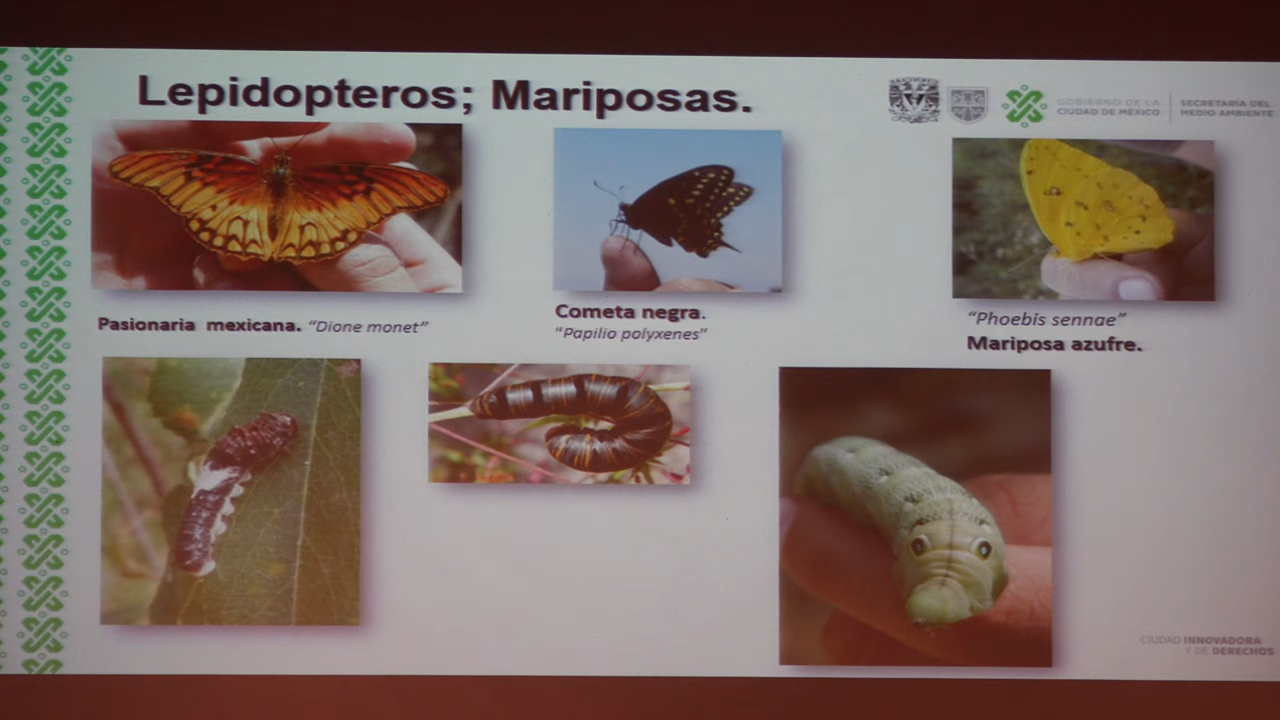 Lepidopteros; Mariposas.
GOBIERNO DE LA
CIUDAD DE MÉXICO
SECRETARÍA DEL
MEDIO AMBIENTE
Pasionaria mexicana. “Dione monet”
Cometa negra.
“Papilio polyxenes”
“Phoebis sennae”
Mariposa azufre.
CIUDAD INNOVADORA
Y DE DERECHOS